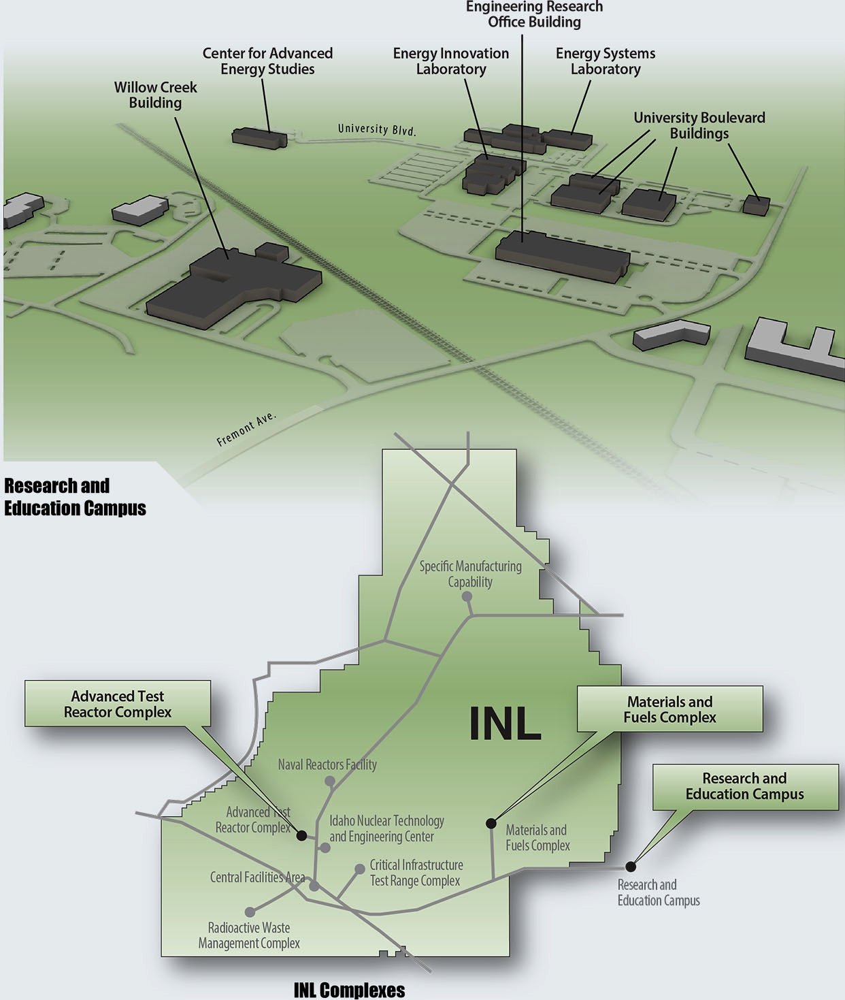 Engineering Research
Office Building
Center for Advanced
Energy Studies
Energy Innovation
Laboratory
Energy Systems
Laboratory
Willow Creek
Building
University Boulevard
Buildings
University Blvd.
Fremont Ave.
Research and
Education Campus
Specific Manufacturing
Capability
Advanced Test
Reactor Complex
INL
Materials and
Fuels Complex
Naval Reactors Facility
Research and
Education Campus
Advanced Test
Reactor Complex
Idaho Nuclear Technology
and Engineering Center
Materials and
Fuels Complex
Central Facilities Area
Critical Infrastructure
Test Range Complex
Research and
Education Campus
Radioactive Waste
Management Complex
INL Complexes